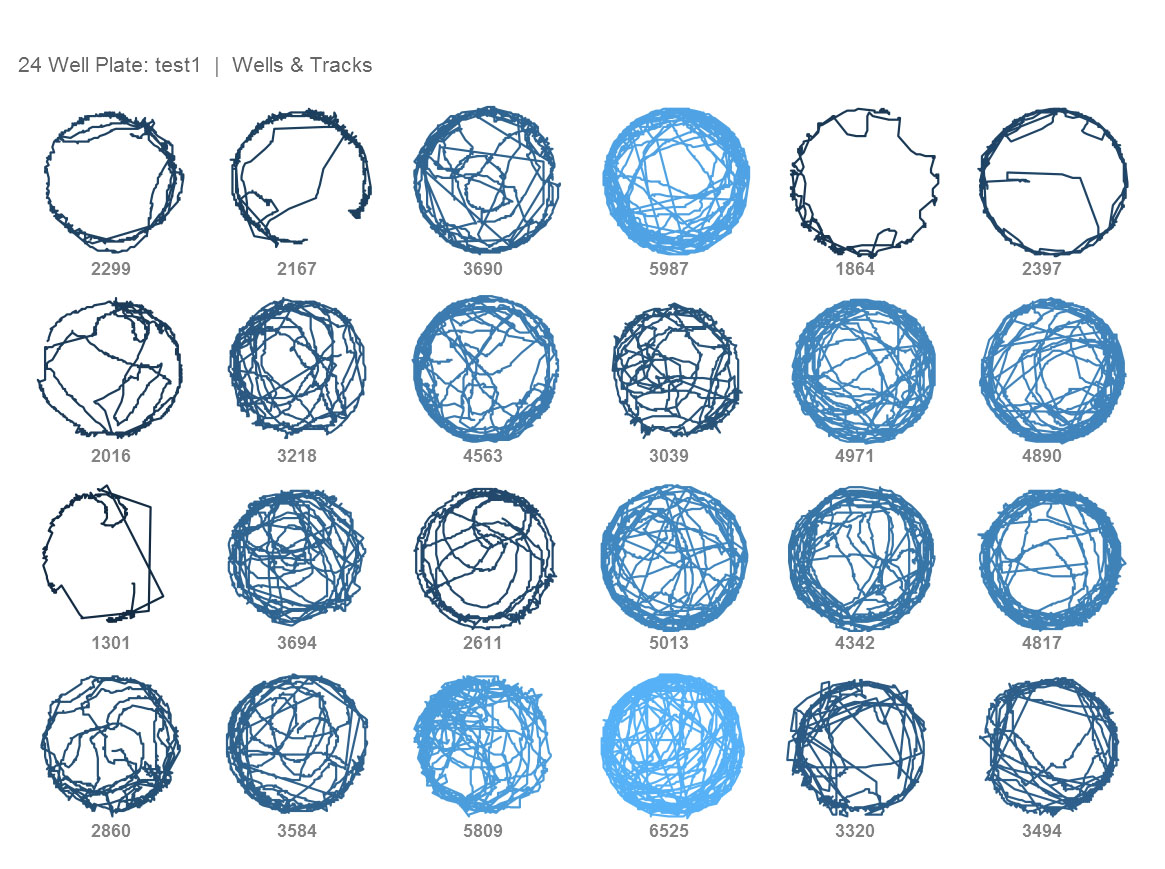 24 Well Plate: test1 | Wells & Tracks
2299 2167 3690 5987 1864 2397
2016 3218 4563 3039 4971 4890
1301 3694 2611 5013 4342 4817
2860 3584 5809 6525 3320 3494